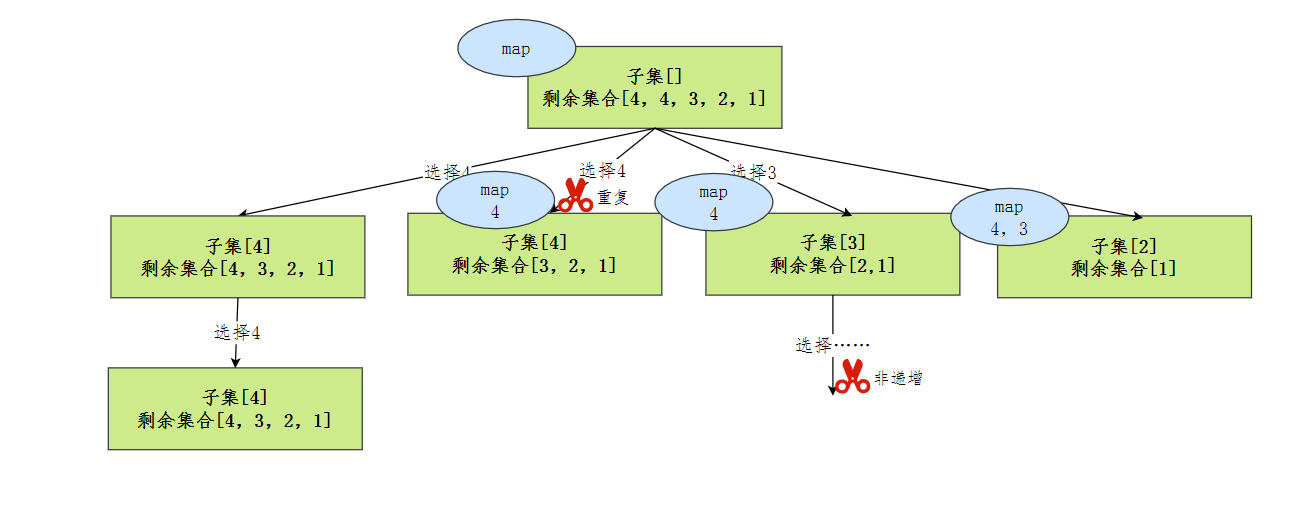 map
子集[]
剩余集合[4, 4, 3, 2, 1]
选择4
选择4
选择3
重复
map
4
map
4
map
4, 3
子集[4]
剩余集合[4, 3, 2, 1]
子集[4]
剩余集合[3, 2, 1]
子集[3]
剩余集合[2,1]
子集[2]
剩余集合[1]
选择4
选择……
非递增
子集[4]
剩余集合[4, 3, 2, 1]